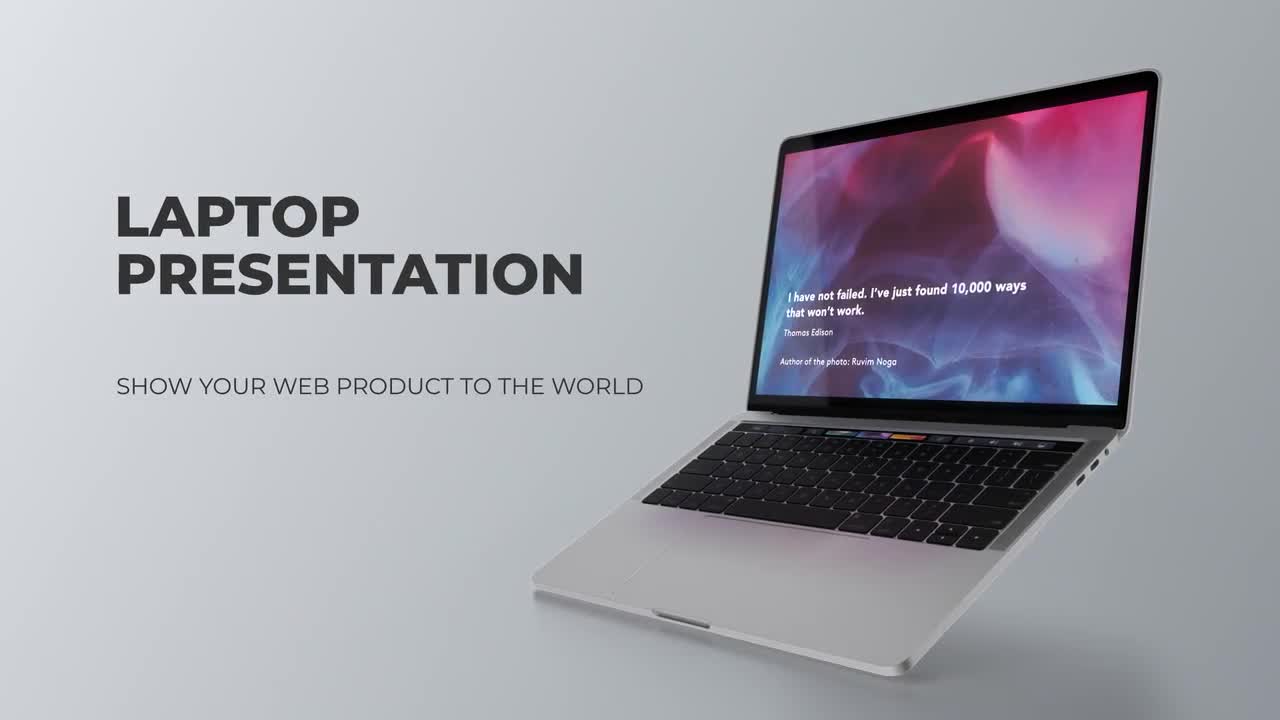 LAPTOP
PRESENTATION
SHOW YOUR WEB PRODUCT TO THE WORLD
I have not failed. I've just found 10,000 ways
that won't work.
Thomas Edison
Author of the photo: Ruvim Noga